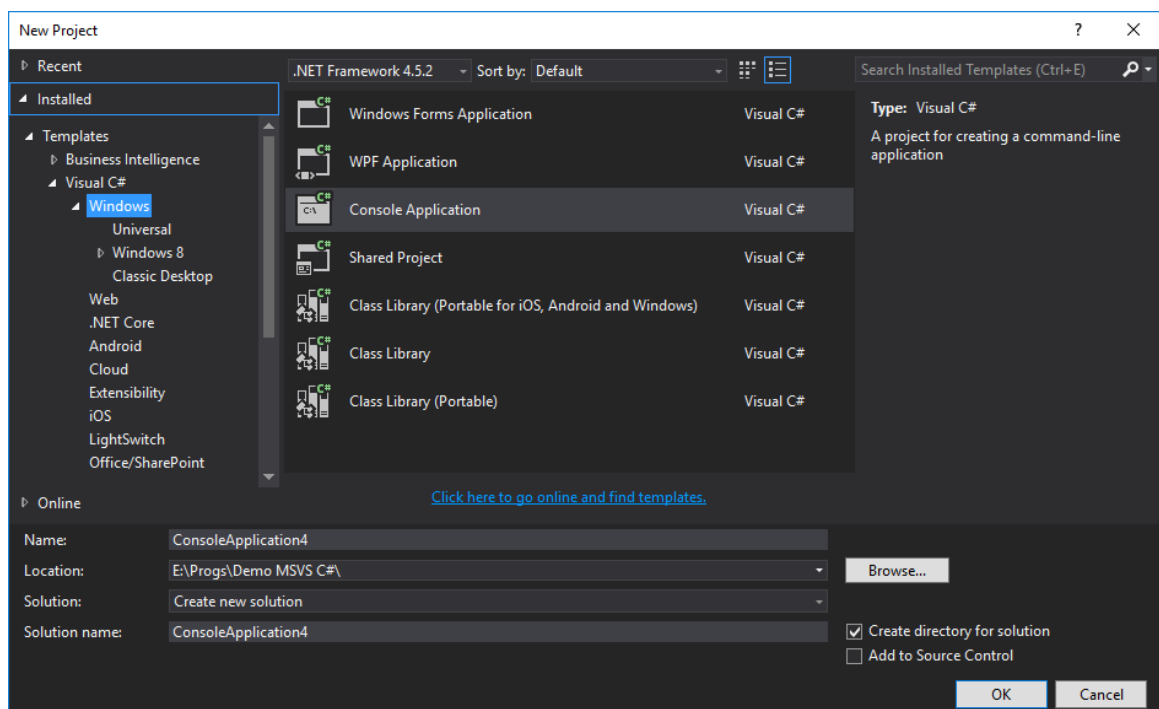 New Project
?
Recent
.NET Framework 4.5.2 Sort by: Default
Search Installed Templates (Ctrl+E)
Installed
Templates
Business Intelligence
Visual C#
Windows
Universal
Windows 8
Classic Desktop
Web
.NET Core
Android
Cloud
Extensibility
iOS
LightSwitch
Office/SharePoint
Online
C# Windows Forms Application Visual C#
C# WPF Application Visual C#
C# C:\ Console Application Visual C#
C# Shared Project Visual C#
C# Class Library (Portable for iOS, Android and Windows) Visual C#
C# Class Library Visual C#
C# Class Library (Portable) Visual C#
Click here to go online and find templates.
Type: Visual C#
A project for creating a command-line
application
Name: ConsoleApplication4
Location: E:\Progs\Demo MSVS C#\
Browse...
Solution: Create new solution
Solution name: ConsoleApplication4
Create directory for solution
Add to Source Control
OK Cancel